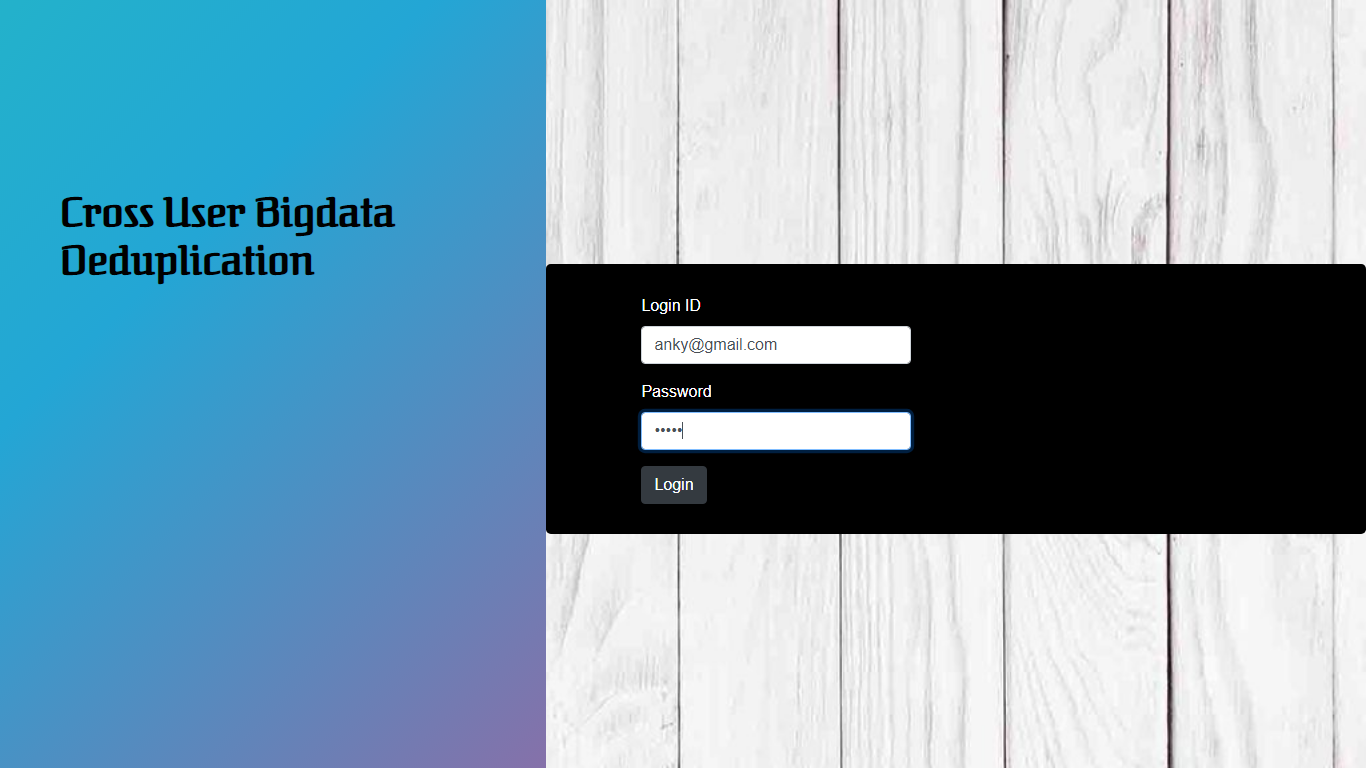 Cross User Bigdata
Deduplication
Login ID
anky@gmail.com
Password
•••••
Login